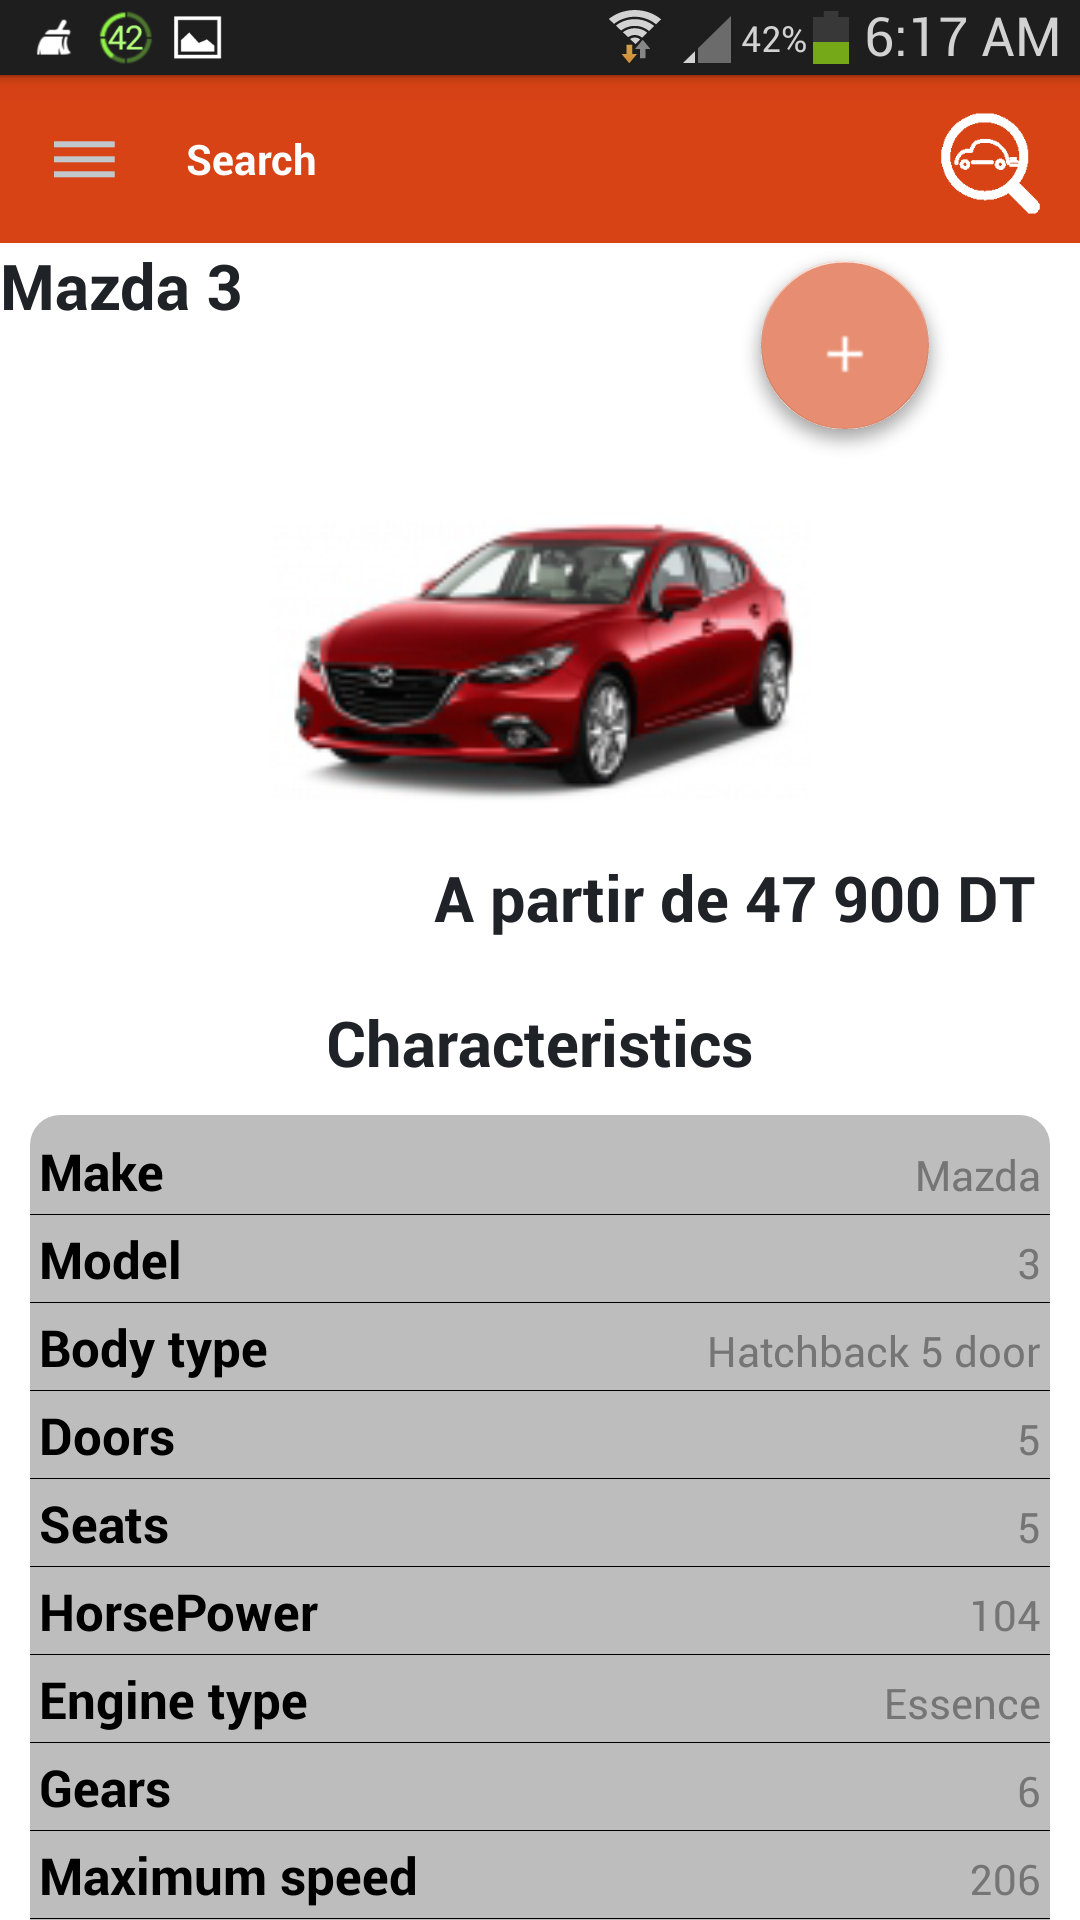 42 42% 6:17 AM
Search
Mazda 3
+
A partir de 47 900 DT
Characteristics
Make Mazda
Model 3
Body type Hatchback 5 door
Doors 5
Seats 5
HorsePower 104
Engine type Essence
Gears 6
Maximum speed 206